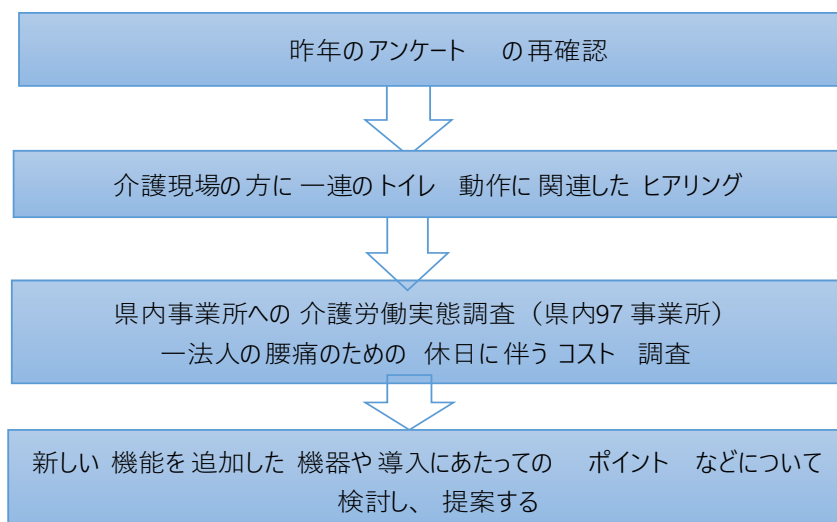 昨年のアンケート の再確認
介護現場の方に 一連のトイレ 動作に 関連した ヒアリング
県内事業所への 介護労働実態調査（県内97 事業所）
一法人の腰痛のための 休日に伴う コスト 調査
新しい 機能を 追加した 機器や 導入にあたっての ポイント などについて
検討し、 提案する